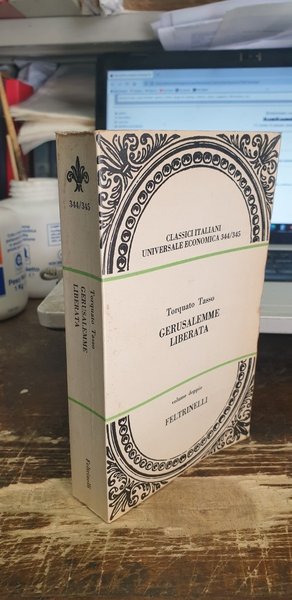 344/345
Torquato Tasso
GERUSALEMME
LIBERATA
Feltrinelli
CLASSICI ITALIANI
UNIVERSALE ECONOMICA 344/345
Torquato Tasso
GERUSALEMME
LIBERATA
volume doppio
FELTRINELLI